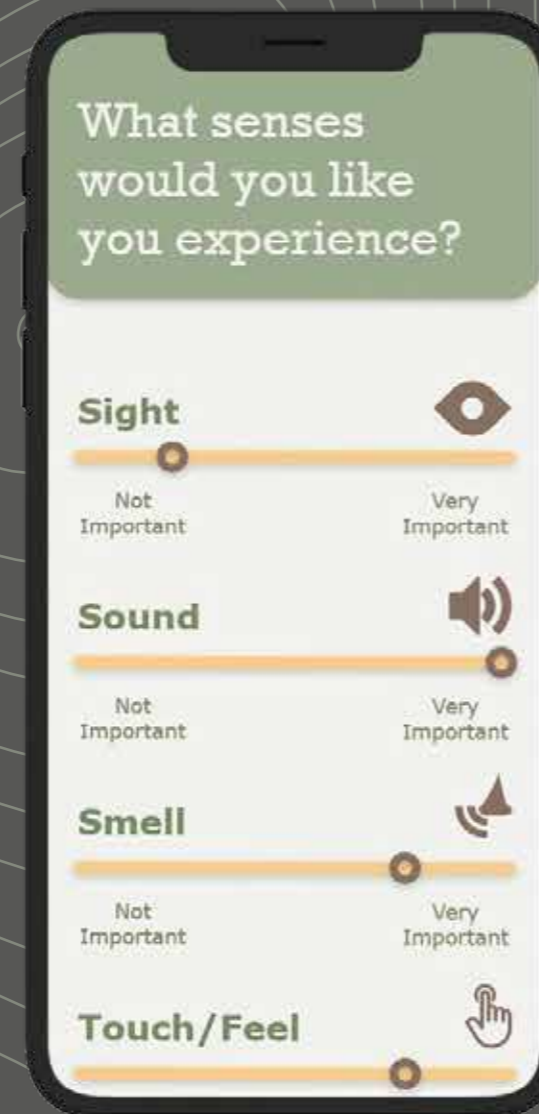 What senses
would you like
you experience?
Sight
Not
Important
Very
Important
Sound
Not
Important
Very
Important
Smell
Not
Important
Very
Important
Touch/Feel